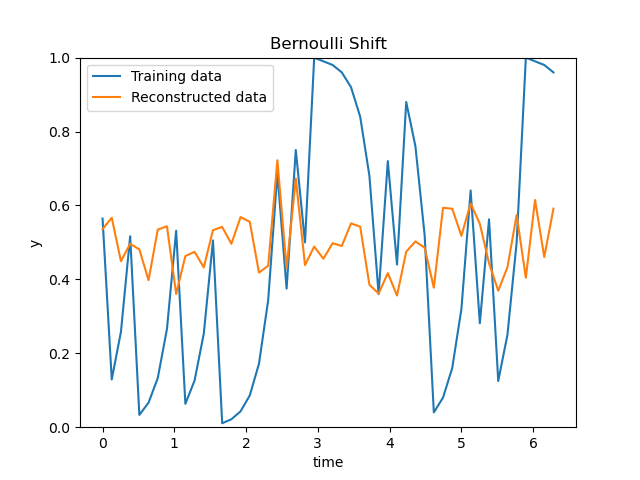 Bernoulli Shift
Training data
Reconstructed data
1.0
0.8
0.6
0.4
0.2
0.0
y
0 1 2 3 4 5 6
time